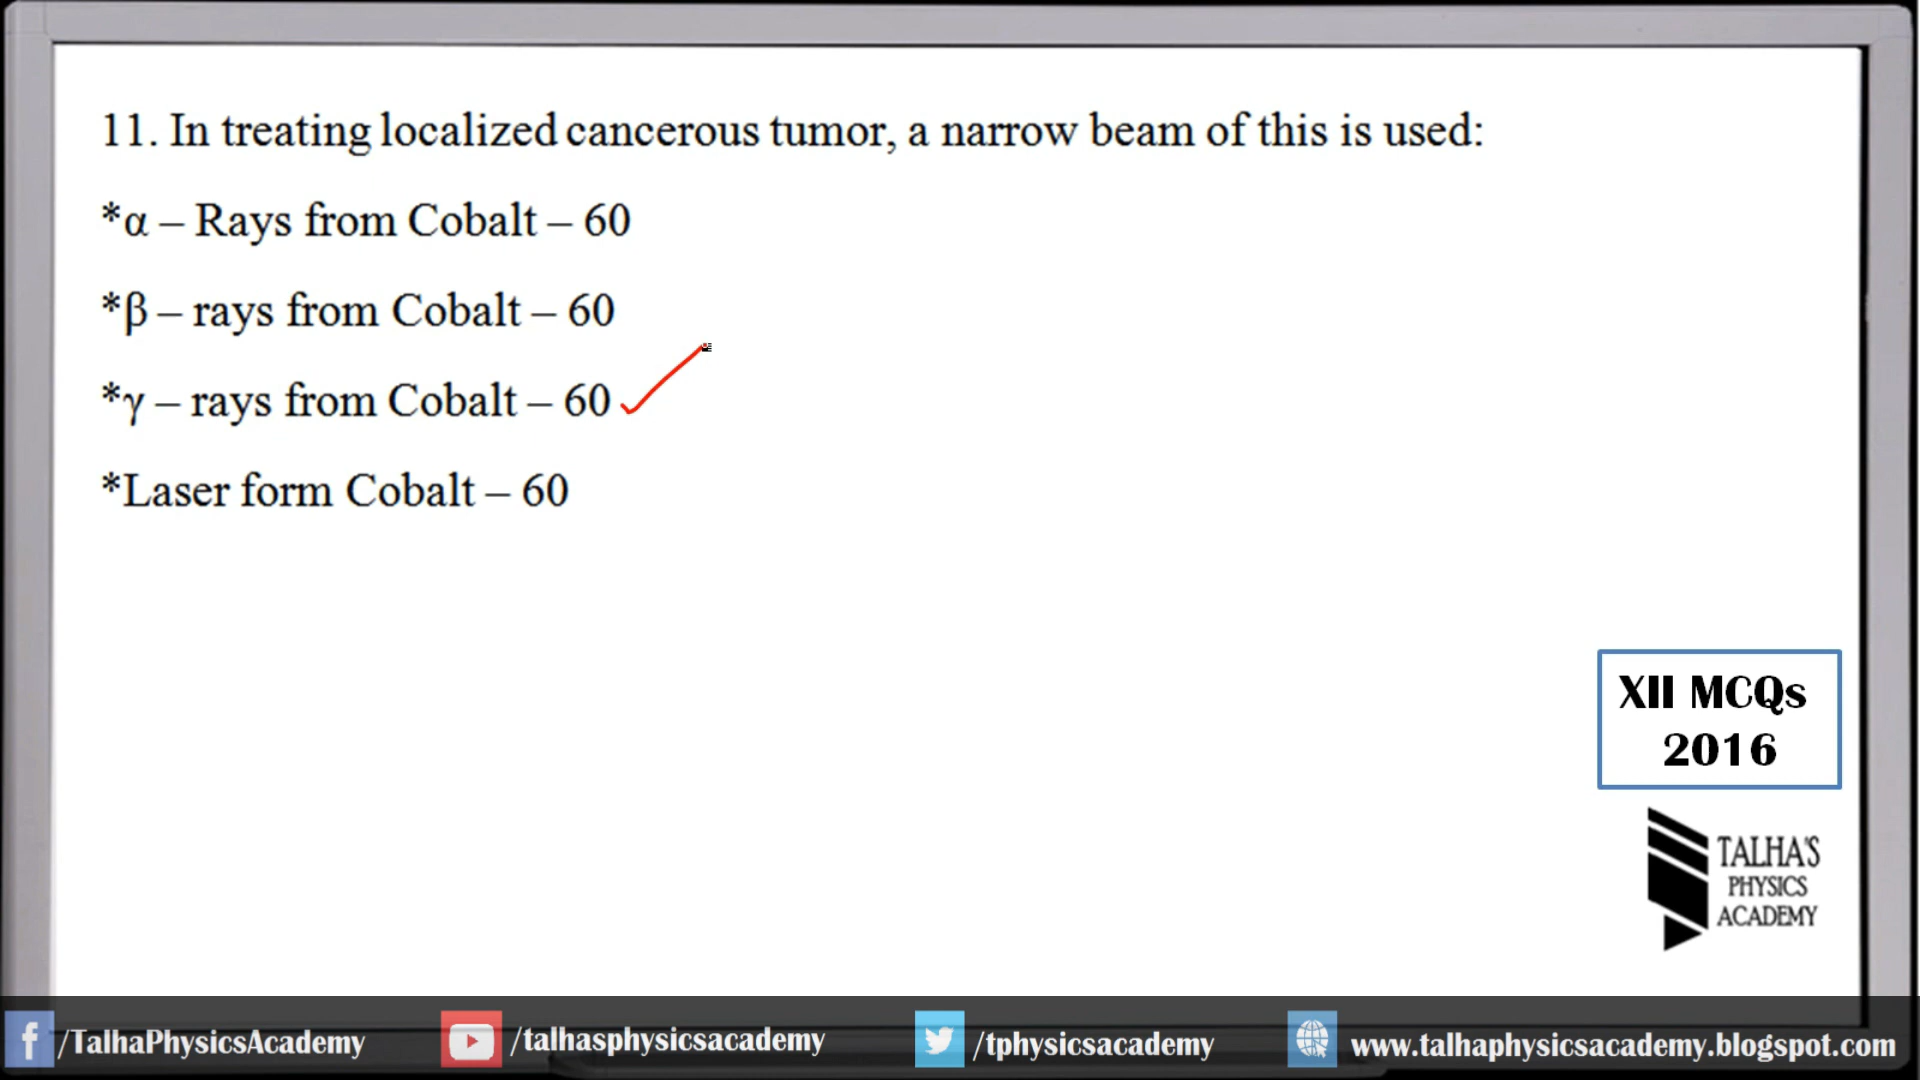 11. In treating localized cancerous tumor, a narrow beam of this is used:
*α – Rays from Cobalt – 60
*β – rays from Cobalt – 60
*γ – rays from Cobalt – 60
*Laser form Cobalt – 60
XII MCQs
2016
TALHA'S
PHYSICS
ACADEMY
/TalhaPhysicsAcademy
/talhasphysicsacademy
/tphysicsacademy
www.talhaphysicsacademy.blogspot.com